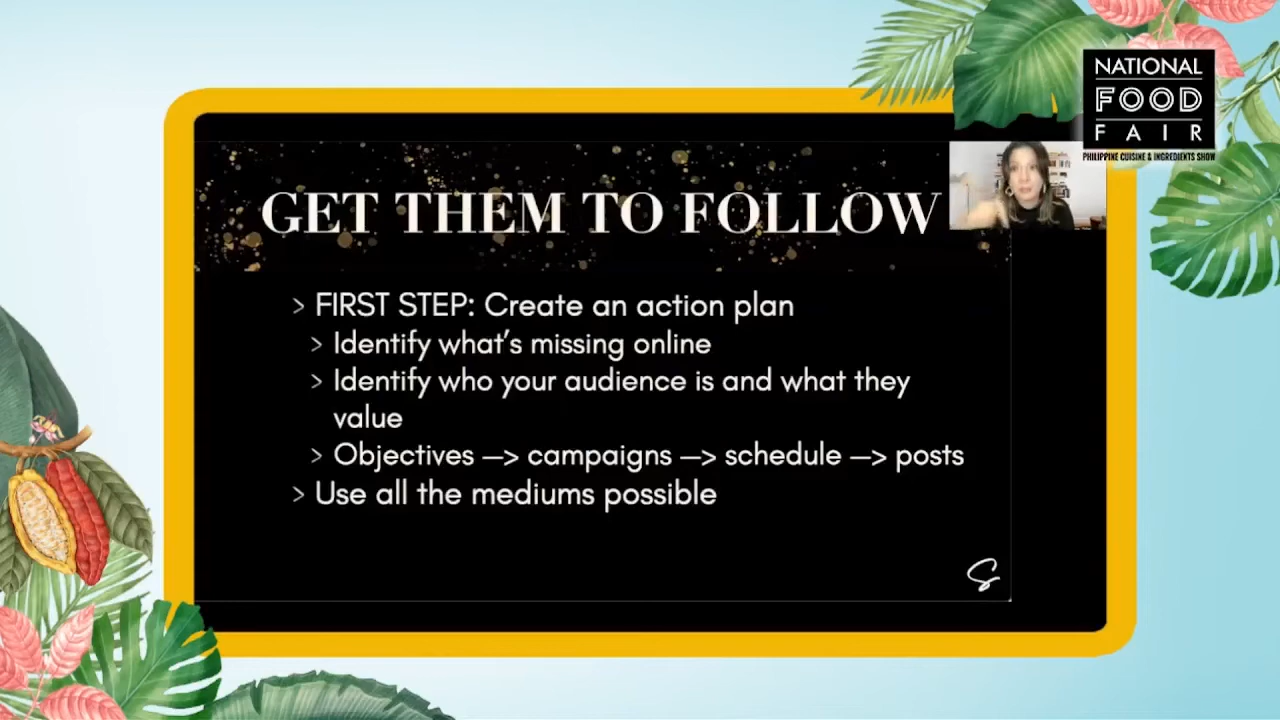 NATIONAL
FOOD
FAIR
PHILIPPINE CUISINE & INGREDIENTS SHOW
GET THEM TO FOLLOW
> FIRST STEP: Create an action plan
> Identify what's missing online
> Identify who your audience is and what they
value
> Objectives —> campaigns —> schedule —> posts
> Use all the mediums possible
S